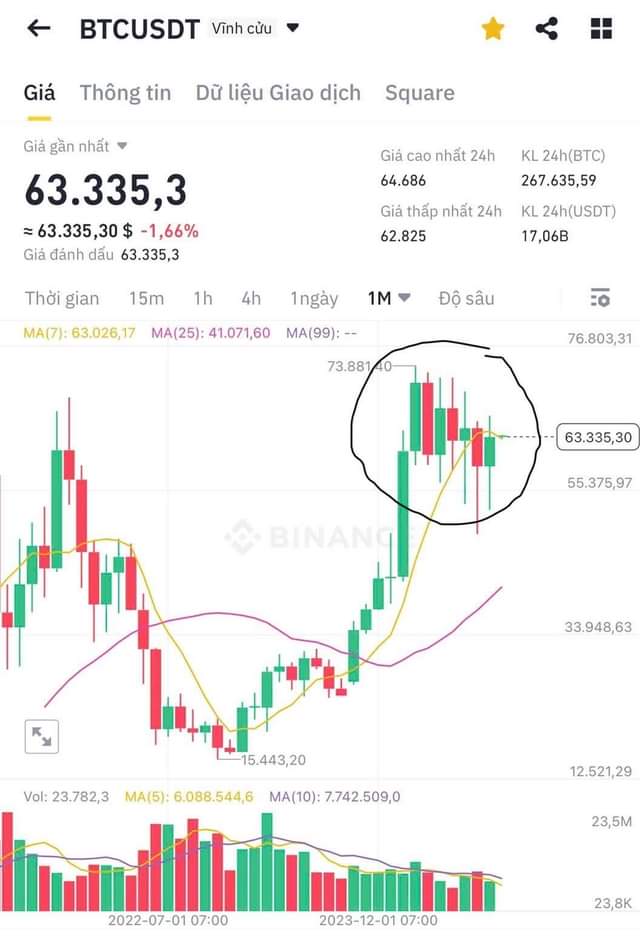 BTCUSDT Vĩnh cửu
Giá Thông tin Dữ liệu Giao dịch Square
Giá gần nhất
63.335,3
≈ 63.335,30 $ -1,66%
Giá đánh dấu 63.335,3
Giá cao nhất 24h KL 24h(BTC)
64.686 267.635,59
Giá thấp nhất 24h KL 24h(USDT)
62.825 17,06B
Thời gian 15m 1h 4h 1ngày 1M Độ sâu
MA(7): 63.026,17 MA(25): 41.071,60 MA(99): --
76.803,31
73.881,40
63.335,30
55.375,97
BINANCE
33.948,63
15.443,20
12.521,29
Vol: 23.782,3 MA(5): 6.088.544,6 MA(10): 7.742.509,0
23,5M
23,8K
2022-07-01 07:00 2023-12-01 07:00